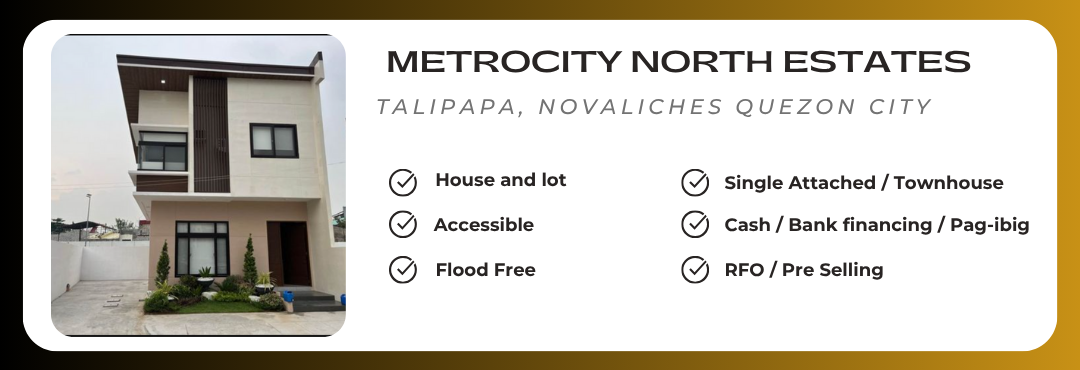 METROCITY NORTH ESTATES
TALIPAPA, NOVALICHES QUEZON CITY
House and lot
Accessible
Flood Free
Single Attached / Townhouse
Cash / Bank financing / Pag-ibig
RFO / Pre Selling